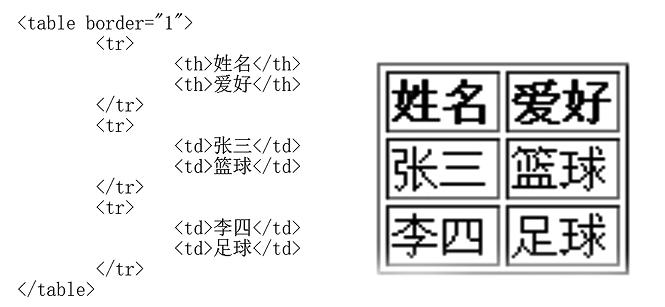 <table border="1">
<tr>
<th>姓名</th>
<th>爱好</th>
</tr>
<tr>
<td>张三</td>
<td>篮球</td>
</tr>
<tr>
<td>李四</td>
<td>足球</td>
</tr>
</table>
姓名 爱好
张三 篮球
李四 足球